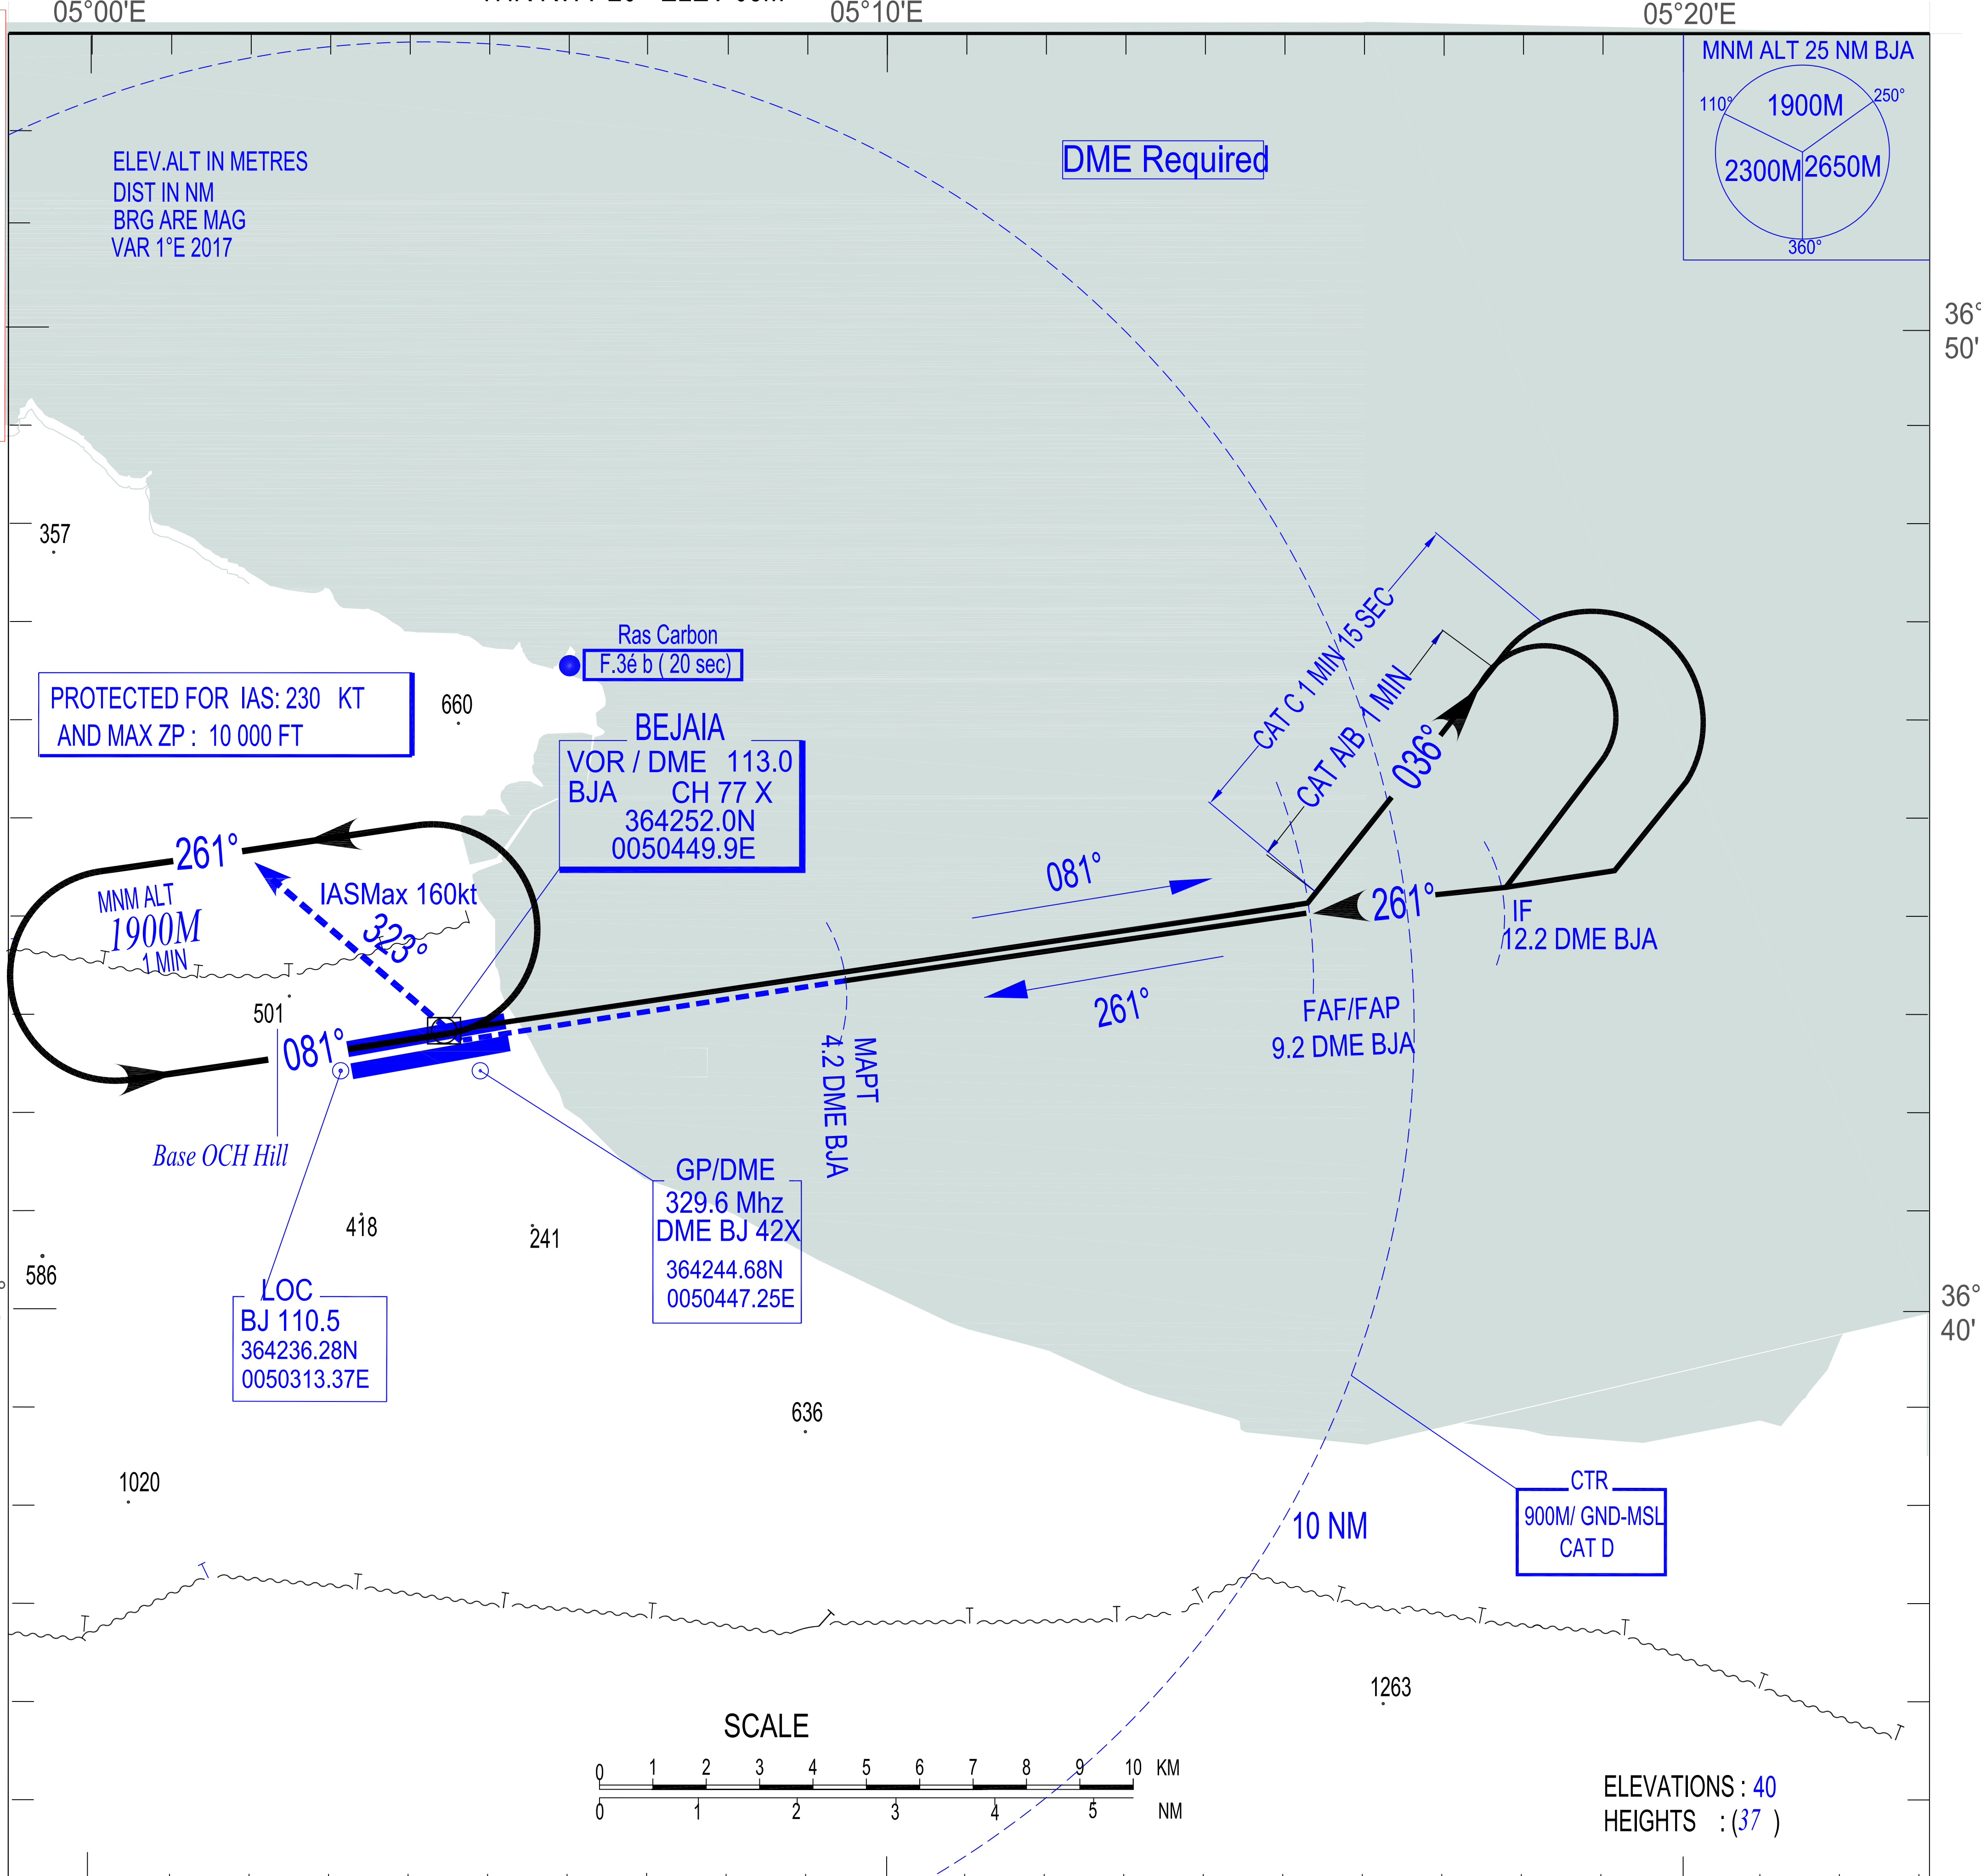 05°00'E
05°10'E
05°20'E
MNM ALT 25 NM BJA
110°
1900M
250°
2300M
2650M
360°
ELEV.ALT IN METRES
DIST IN NM
BRG ARE MAG
VAR 1°E 2017
DME Required
36°
50'
357
Ras Carbon
F.3é b ( 20 sec)
PROTECTED FOR IAS: 230 KT
AND MAX ZP : 10 000 FT
660
BEJAIA
VOR / DME 113.0
BJA CH 77 X
364252.0N
0050449.9E
CAT C 1 MIN 15 SEC
CAT A/B 1 MIN
036°
261°
MNM ALT
1900M
1 MIN
IASMax 160kt
323°
081°
261°
IF
12.2 DME BJA
261°
FAF/FAP
9.2 DME BJA
MAPT
4.2 DME BJA
501
081°
Base OCH Hill
418
241
586
GP/DME
329.6 Mhz
DME BJ 42X
364244.68N
0050447.25E
LOC
BJ 110.5
364236.28N
0050313.37E
36°
40'
636
1020
CTR
900M/ GND-MSL
CAT D
10 NM
1263
SCALE
0 1 2 3 4 5 6 7 8 9 10 KM
0 1 2 3 4 5 NM
ELEVATIONS : 40
HEIGHTS : (37 )